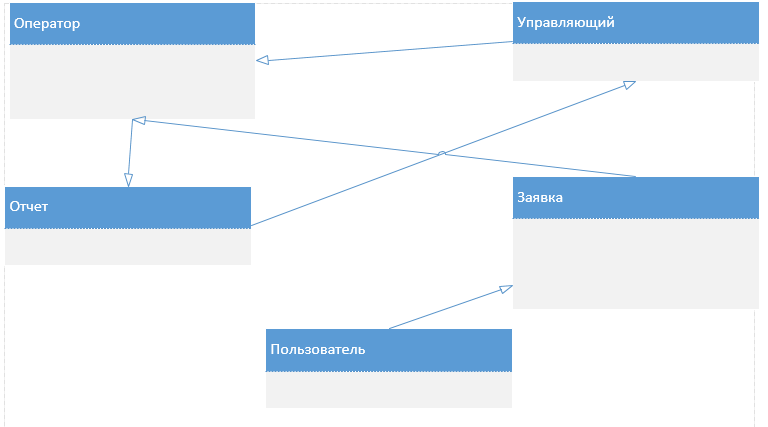 Оператор
Управляющий
Отчет
Заявка
Пользователь